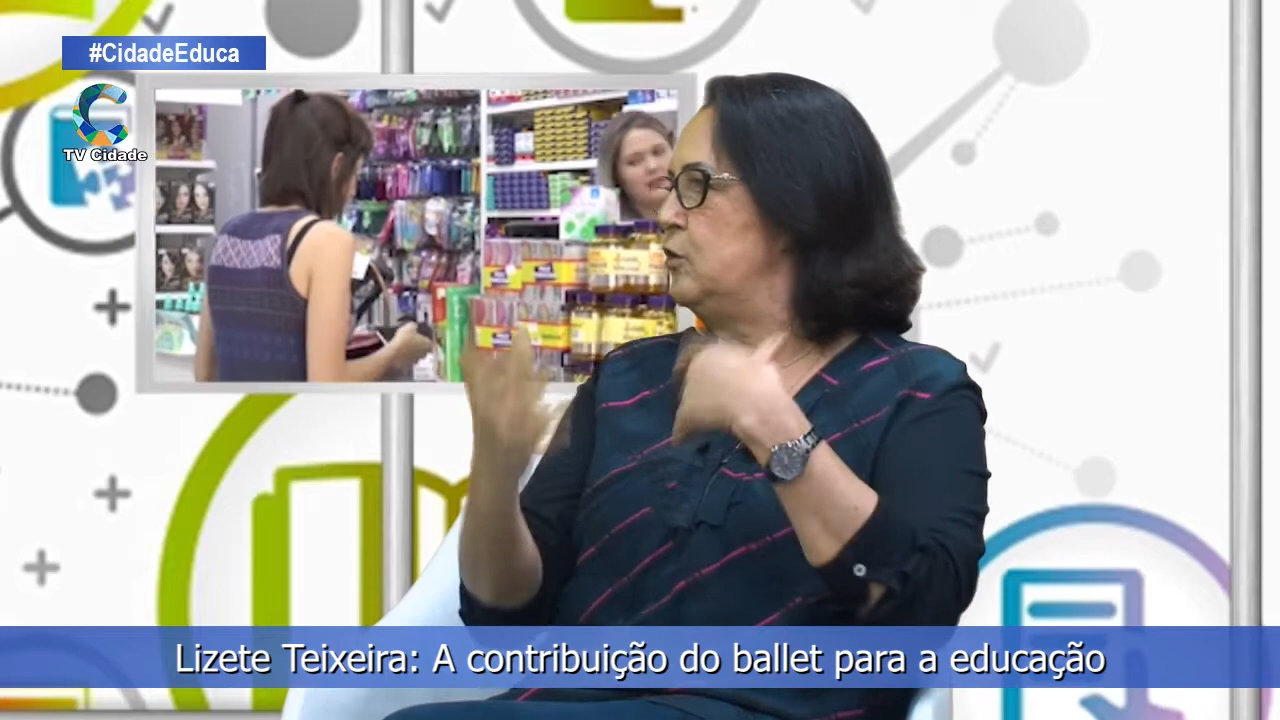 #CidadeEduca
TV Cidade
Lizete Teixeira: A contribuição do ballet para a educação